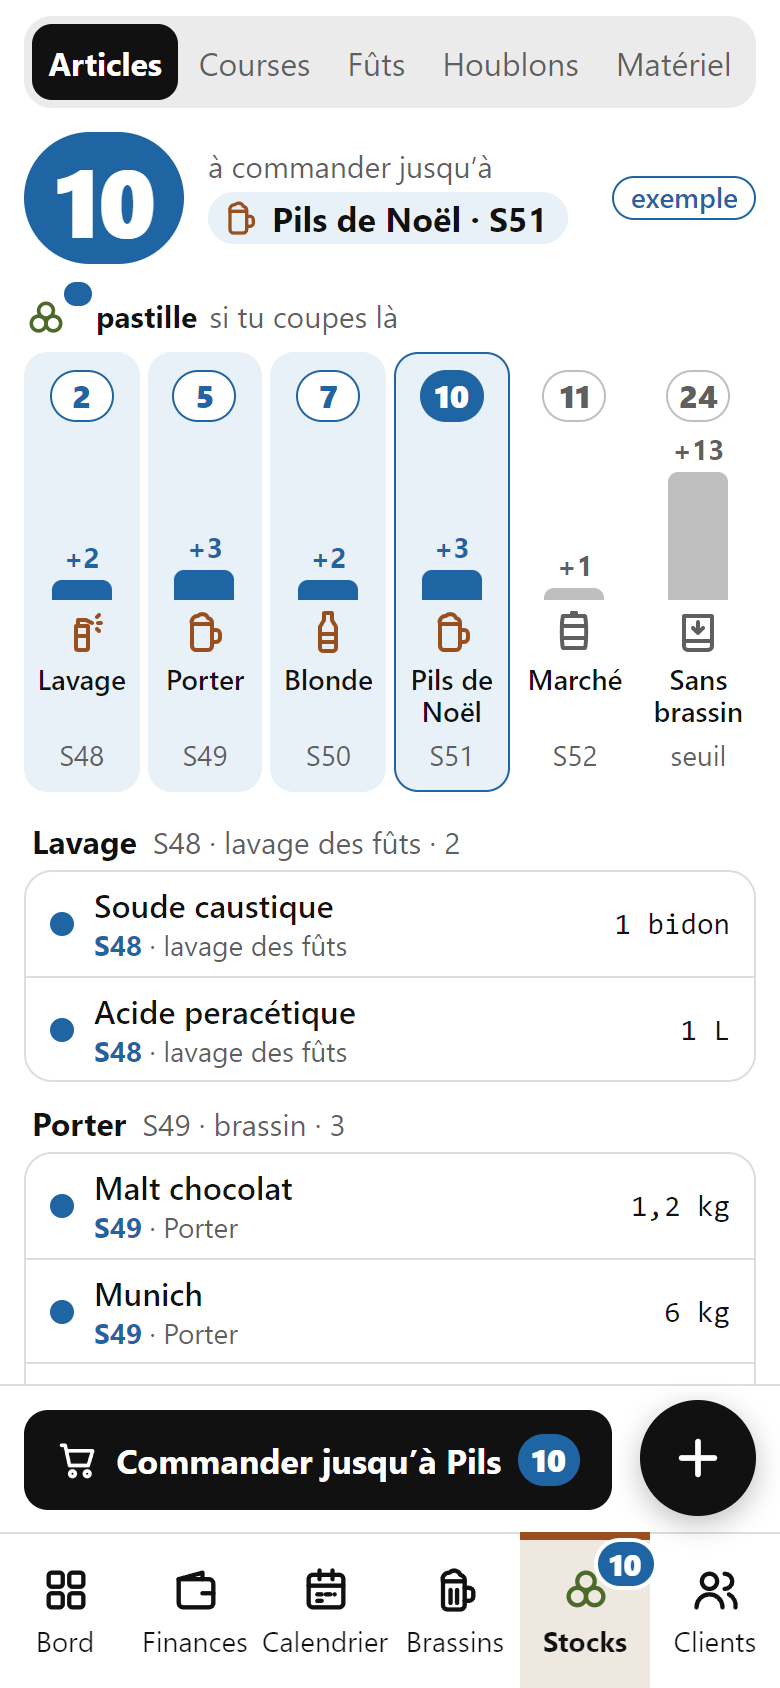 Articles Courses Fûts Houblons Matériel
10
à commander jusqu’à
Pils de Noël · S51
exemple
pastille si tu coupes là
2 5 7 10 11 24
+2 +3 +2 +3 +1 +13
Lavage Porter Blonde Pils de Noël Marché Sans brassin
S48 S49 S50 S51 S52 seuil
Lavage S48 · lavage des fûts · 2
Soude caustique
S48 · lavage des fûts
1 bidon
Acide peracétique
S48 · lavage des fûts
1 L
Porter S49 · brassin · 3
Malt chocolat
S49 · Porter
1,2 kg
Munich
S49 · Porter
6 kg
Commander jusqu’à Pils 10
+
10
Bord Finances Calendrier Brassins Stocks Clients